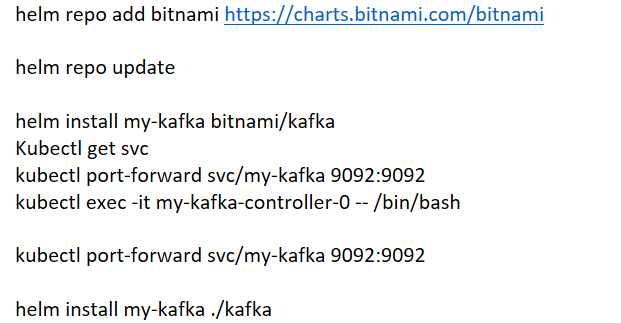 helm repo add bitnami https://charts.bitnami.com/bitnami
helm repo update
helm install my-kafka bitnami/kafka
Kubectl get svc
kubectl port-forward svc/my-kafka 9092:9092
kubectl exec -it my-kafka-controller-0 -- /bin/bash
kubectl port-forward svc/my-kafka 9092:9092
helm install my-kafka ./kafka